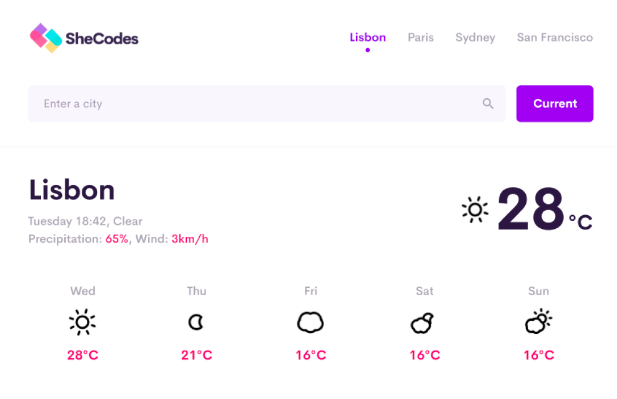 SheCodes
Lisbon Paris Sydney San Francisco
Enter a city
Current
Lisbon
Tuesday 18:42, Clear
Precipitation: 65%, Wind: 3km/h
28°C
Wed Thu Fri Sat Sun
28°C 21°C 16°C 16°C 16°C